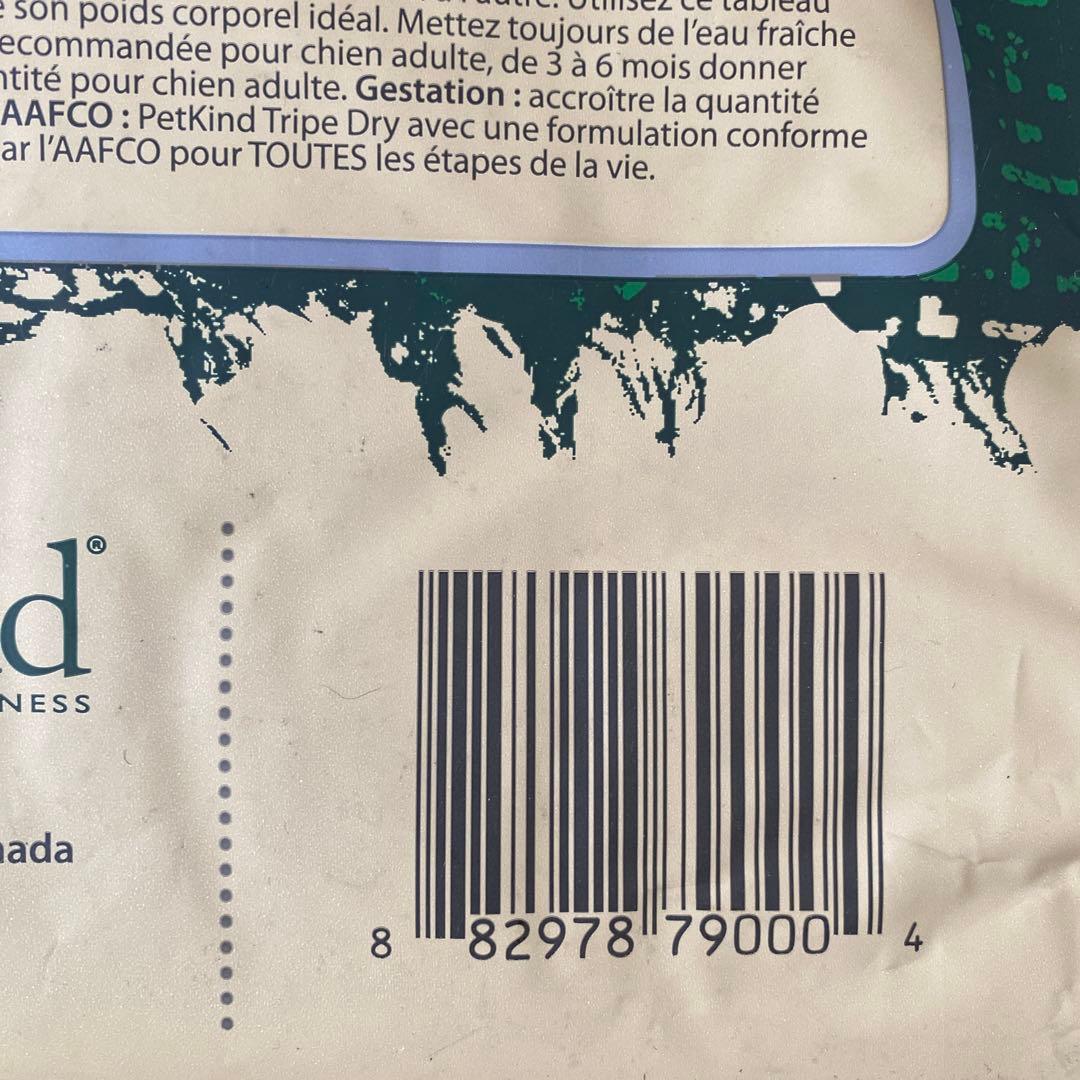 son poids corporel idéal. Mettez toujours de l'eau fraîche
ecommandée pour chien adulte, de 3 à 6 mois donner
ntité pour chien adulte. Gestation : accroître la quantité
AAFCO : PetKind Tripe Dry avec une formulation conforme
ar l'AAFCO pour TOUTES les étapes de la vie.
d®
NESS
nada
8 82978 79000 4